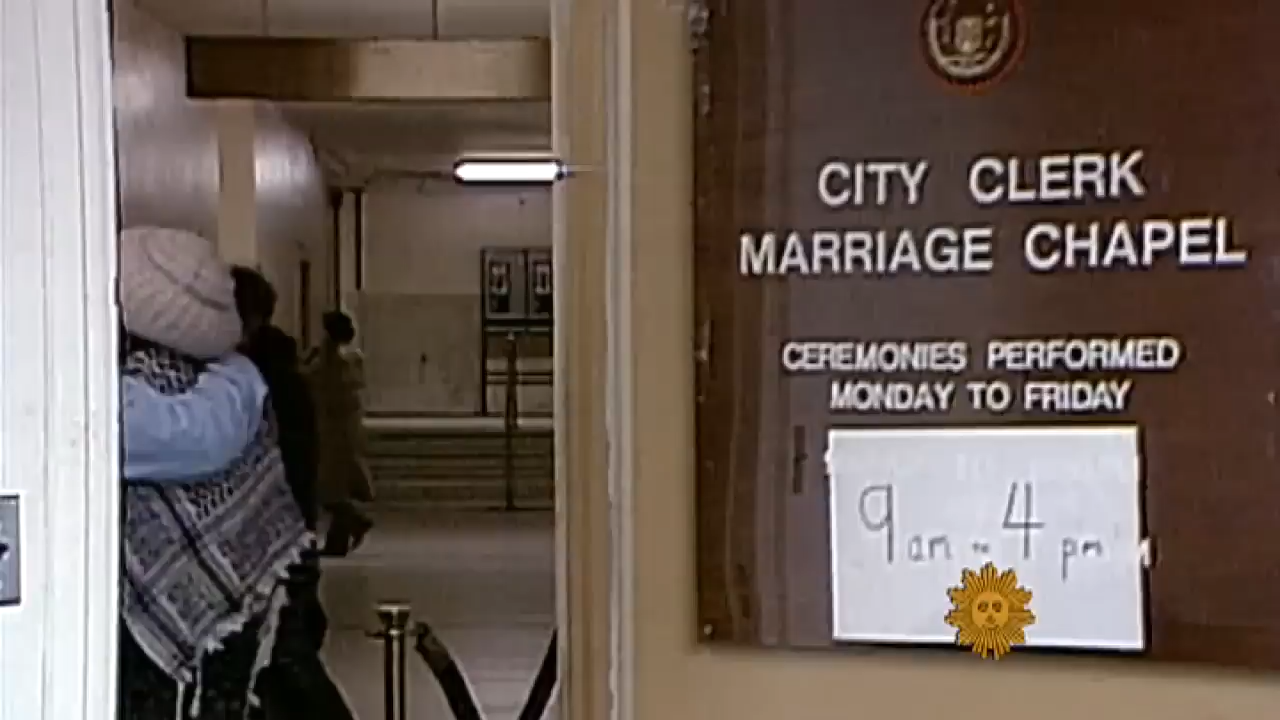 CITY CLERK
MARRIAGE CHAPEL
CEREMONIES PERFORMED
MONDAY TO FRIDAY
9 am - 4 pm